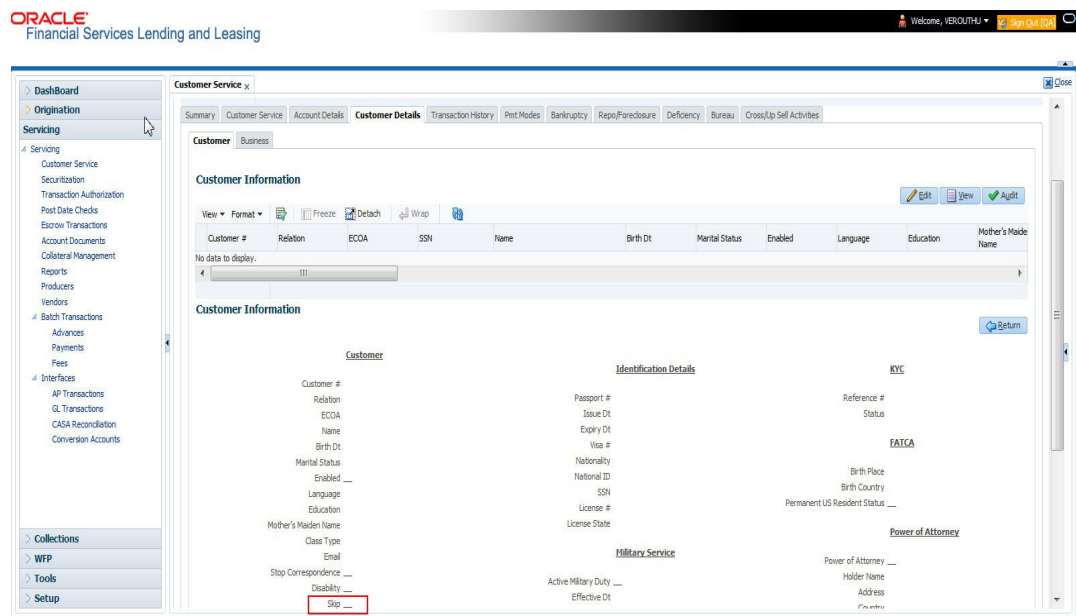 ORACLE
Financial Services Lending and Leasing
Welcome, VEROUTHU
Sign Out [QA]
DashBoard
Origination
Servicing
Servicing
Customer Service
Securitization
Transaction Authorization
Post Date Checks
Escrow Transactions
Account Documents
Collateral Management
Reports
Producers
Vendors
Batch Transactions
Advances
Payments
Fees
Interfaces
AP Transactions
GL Transactions
CASA Reconciliation
Conversion Accounts
Collections
WFP
Tools
Setup
Customer Service x
Close
Summary Customer Service Account Details Customer Details Transaction History Pmt Modes Bankruptcy Repo/Foreclosure Deficiency Bureau Cross/Up Sell Activities
Customer Business
Customer Information
Edit View Audit
View Format Freeze Detach Wrap
Customer # Relation ECOA SSN Name Birth Dt Marital Status Enabled Language Education Mother's Maide
Name
No data to display.
Customer Information
Return
Customer
Customer #
Relation
ECOA
Name
Birth Dt
Marital Status
Enabled __
Language
Education
Mother's Maiden Name
Class Type
Email
Stop Correspondence __
Disability __
Skip __
Identification Details
Passport #
Issue Dt
Expiry Dt
Visa #
Nationality
National ID
SSN
License #
License State
Military Service
Active Military Duty __
Effective Dt
KYC
Reference #
Status
FATCA
Birth Place
Birth Country
Permanent US Resident Status __
Power of Attorney
Power of Attorney __
Holder Name
Address
Country